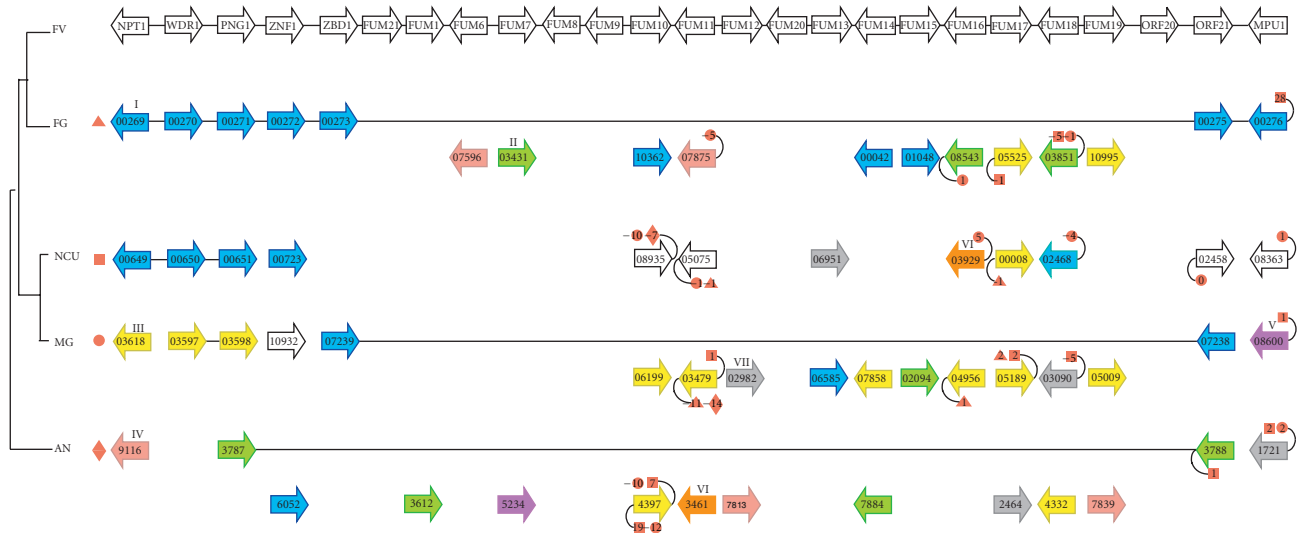 NPT1 WDR1 PNG1 ZNF1 ZBD1 FUM21 FUM1 FUM6 FUM7 FUM8 FUM9 FUM10 FUM11 FUM12 FUM20 FUM13 FUM14 FUM15 FUM16 FUM17 FUM18 FUM19 ORF20 ORF21 MPU1
FV
I
28
FG 00269 00270 00271 00272 00273 00275 00276
II −5 −5 −1
07596 03431 10362 07875 00042 01048 08543 05525 03851 10995
1 −1
−10 −7 VI 5 −4 1
NCU 00649 00650 00651 00723 08935 05075 06951 03929 00008 02468 02458 08363
−1 −1 1 0
III V 1
MG 03618 03597 03598 10932 07239 07238 08600
1 VII 2 2 −5
06199 03479 02982 06585 07858 02094 04956 05189 03090 05009
−11 −14 1
IV 2 2
AN 9116 3787 3788 1721
1
−10 7 VI
6052 3612 5234 4397 3461 7813 7884 2464 4332 7839
−19 −12